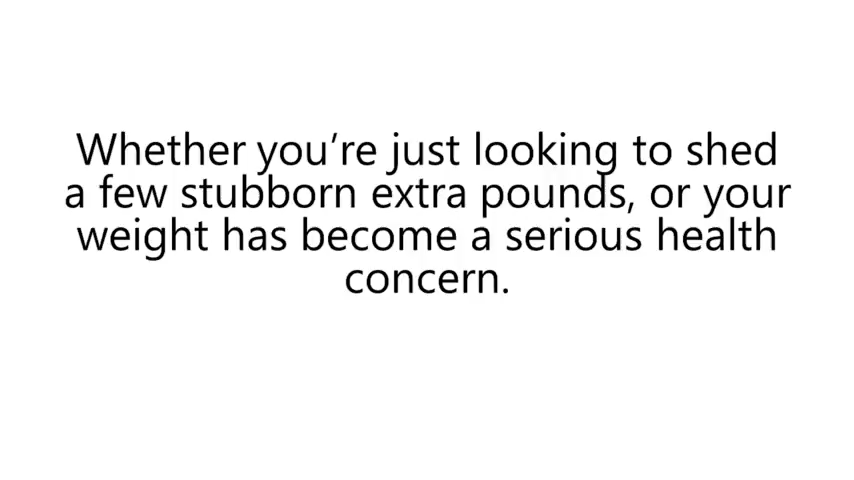 Whether you’re just looking to shed
a few stubborn extra pounds, or your
weight has become a serious health
concern.